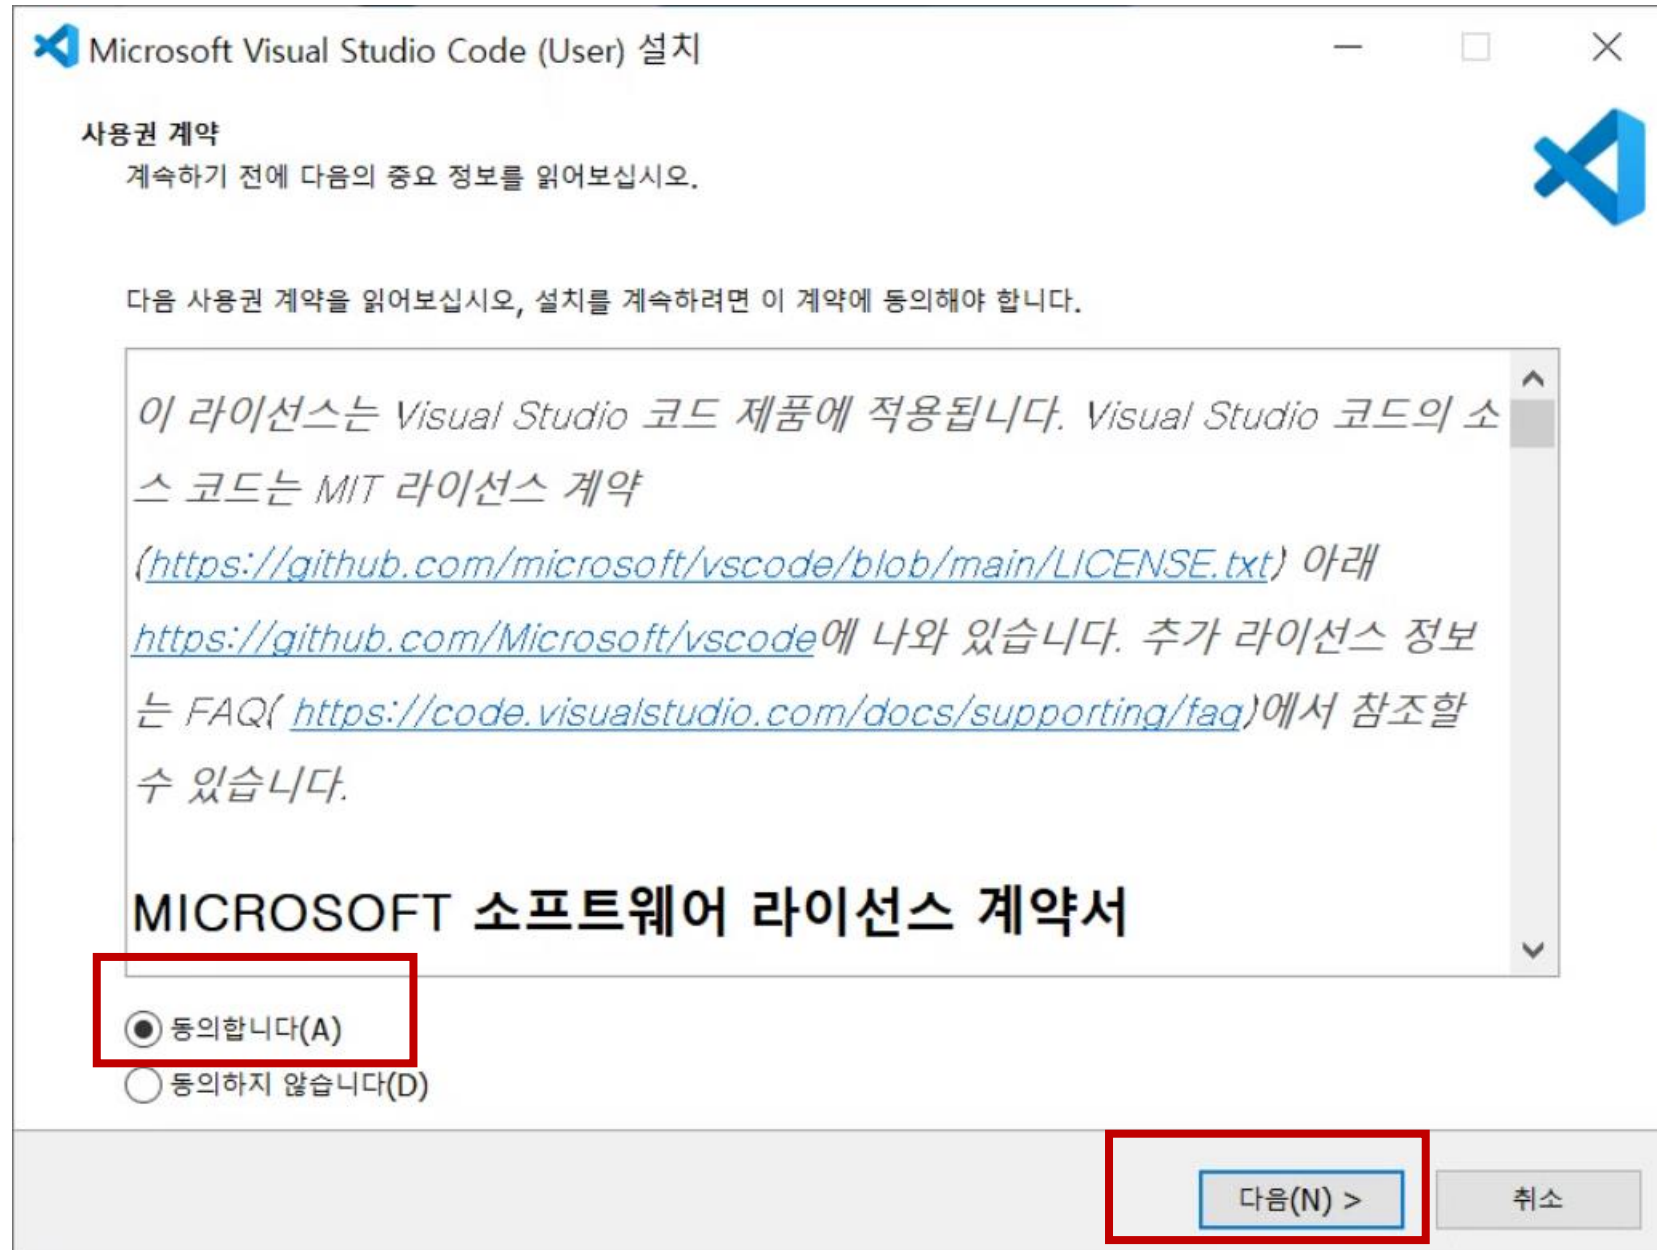 Microsoft Visual Studio Code (User) 설치
사용권 계약
계속하기 전에 다음의 중요 정보를 읽어보십시오.
다음 사용권 계약을 읽어보십시오, 설치를 계속하려면 이 계약에 동의해야 합니다.
이 라이선스는 Visual Studio 코드 제품에 적용됩니다. Visual Studio 코드의 소
스 코드는 MIT 라이선스 계약
(https://github.com/microsoft/vscode/blob/main/LICENSE.txt) 아래
https://github.com/Microsoft/vscode에 나와 있습니다. 추가 라이선스 정보
는 FAQ( https://code.visualstudio.com/docs/supporting/faq)에서 참조할
수 있습니다.
MICROSOFT 소프트웨어 라이선스 계약서
동의합니다(A)
동의하지 않습니다(D)
다음(N) >
취소